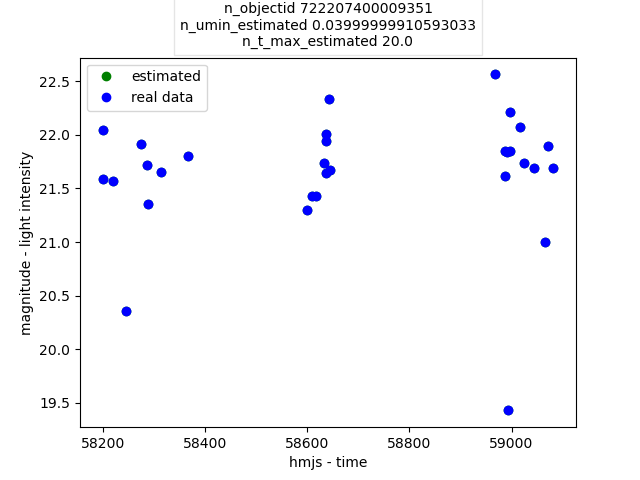 n_objectid 722207400009351
n_umin_estimated 0.03999999910593033
n_t_max_estimated 20.0
estimated
real data
magnitude - light intensity
22.5
22.0
21.5
21.0
20.5
20.0
19.5
58200 58400 58600 58800 59000
hmjs - time